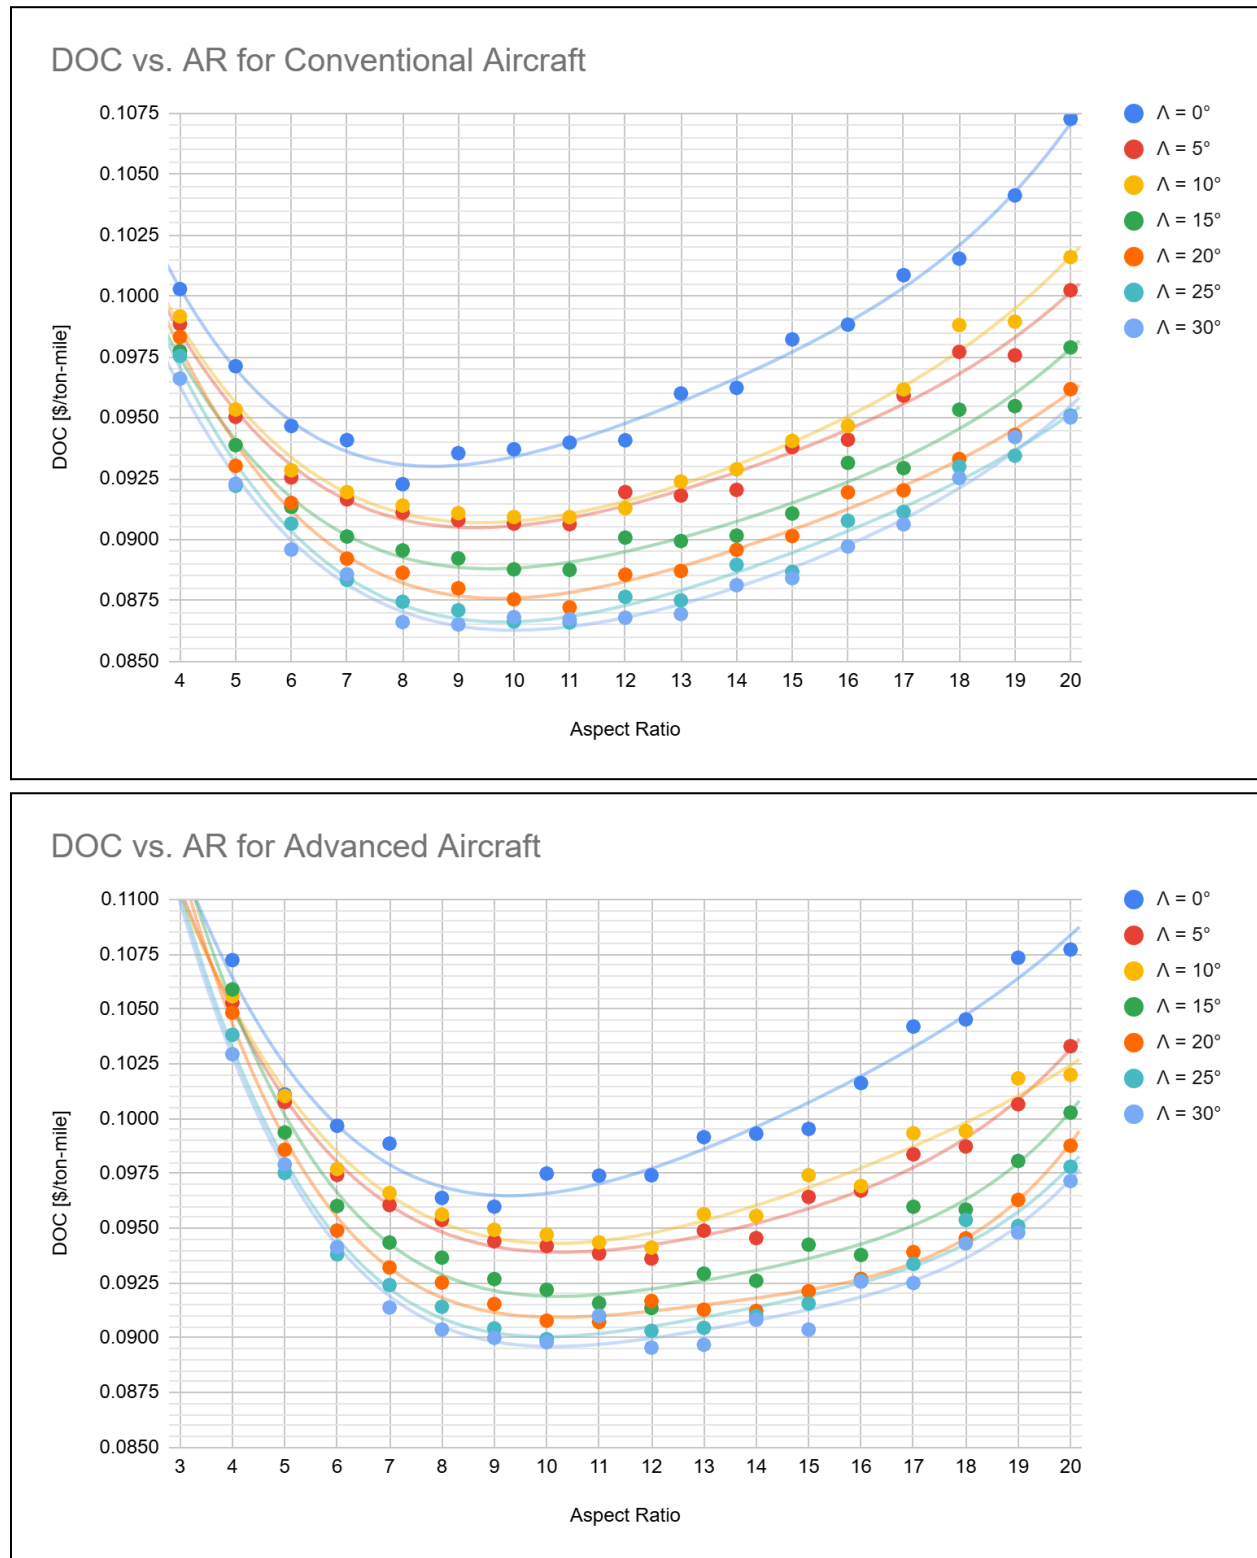 DOC vs. AR for Conventional Aircraft
DOC [$/ton-mile]
0.1075
0.1050
0.1025
0.1000
0.0975
0.0950
0.0925
0.0900
0.0875
0.0850
4 5 6 7 8 9 10 11 12 13 14 15 16 17 18 19 20
Aspect Ratio
Λ = 0°
Λ = 5°
Λ = 10°
Λ = 15°
Λ = 20°
Λ = 25°
Λ = 30°
DOC vs. AR for Advanced Aircraft
DOC [$/ton-mile]
0.1100
0.1075
0.1050
0.1025
0.1000
0.0975
0.0950
0.0925
0.0900
0.0875
0.0850
3 4 5 6 7 8 9 10 11 12 13 14 15 16 17 18 19 20
Aspect Ratio
Λ = 0°
Λ = 5°
Λ = 10°
Λ = 15°
Λ = 20°
Λ = 25°
Λ = 30°